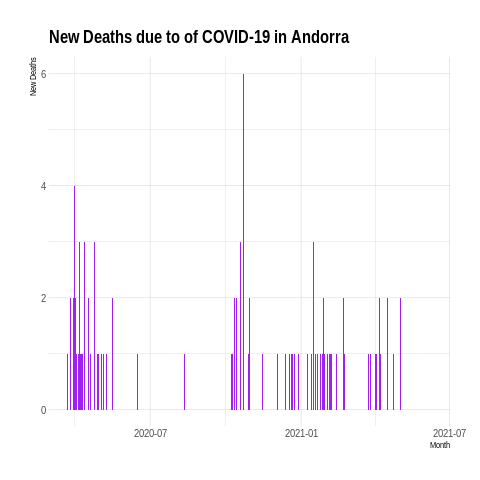 New Deaths due to of COVID-19 in Andorra
New Deaths
6
4
2
0
2020-07
2021-01
2021-07
Month